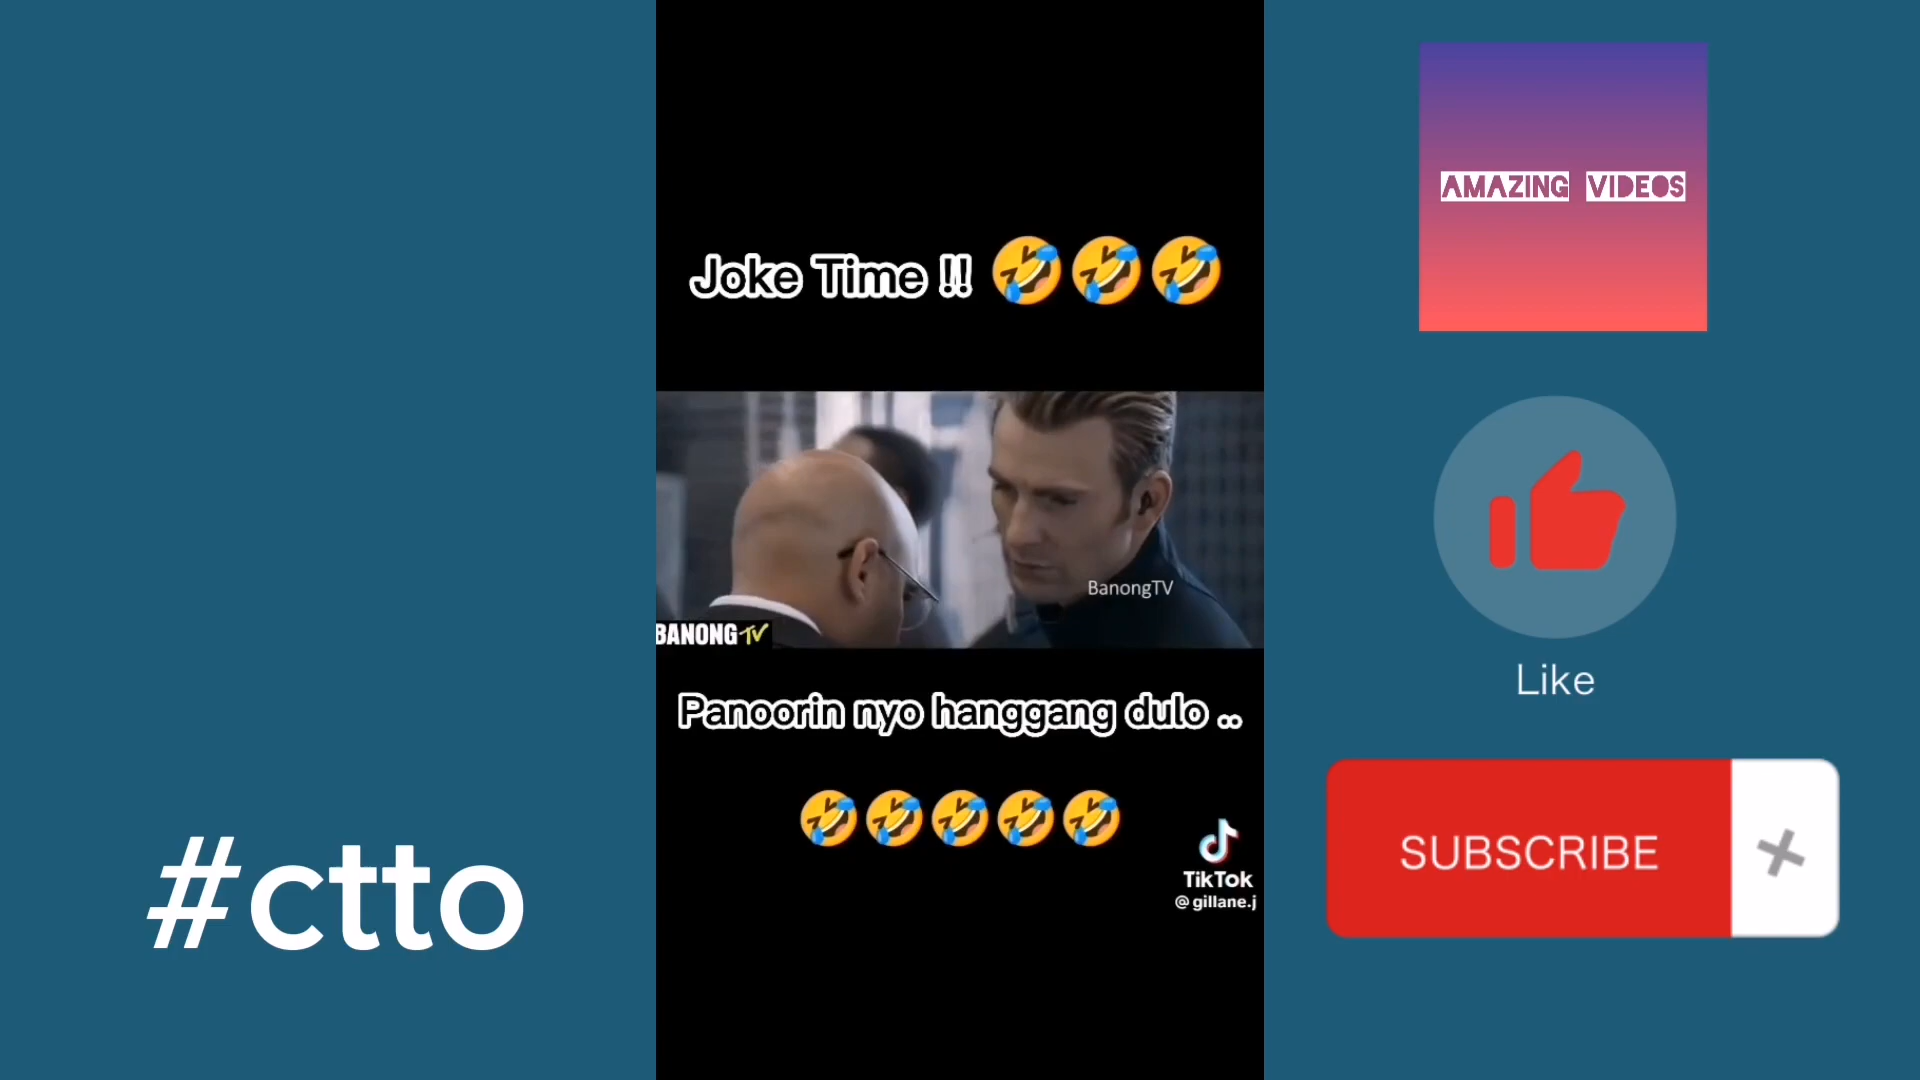 AMAZING VIDEOS
Joke Time !! 🤣🤣🤣
BanongTV
BANONG TV
Panoorin nyo hanggang dulo ..
🤣🤣🤣🤣🤣
TikTok
@gillane.j
Like
SUBSCRIBE
#ctto